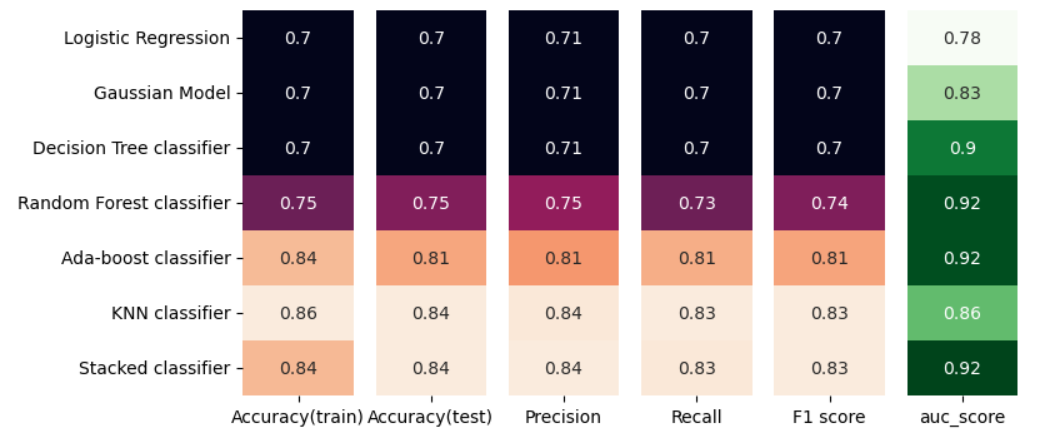 Logistic Regression 0.7 0.7 0.71 0.7 0.7 0.78
Gaussian Model 0.7 0.7 0.71 0.7 0.7 0.83
Decision Tree classifier 0.7 0.7 0.71 0.7 0.7 0.9
Random Forest classifier 0.75 0.75 0.75 0.73 0.74 0.92
Ada-boost classifier 0.84 0.81 0.81 0.81 0.81 0.92
KNN classifier 0.86 0.84 0.84 0.83 0.83 0.86
Stacked classifier 0.84 0.84 0.84 0.83 0.83 0.92
Accuracy(train) Accuracy(test) Precision Recall F1 score auc_score